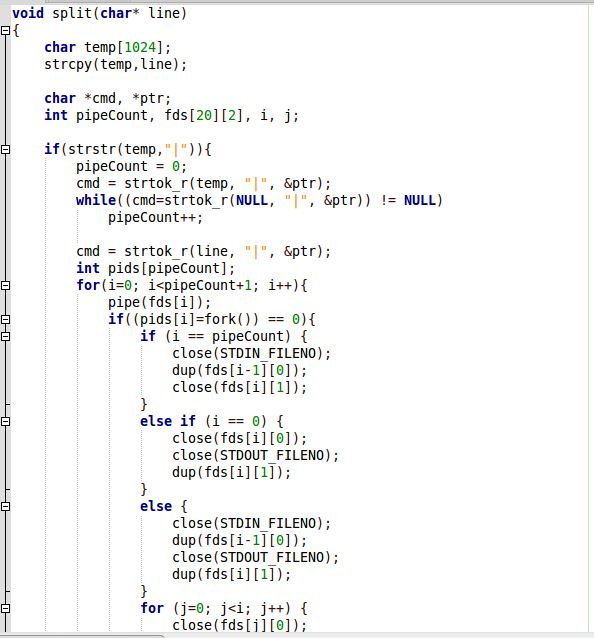 void split(char* line)
{
    char temp[1024];
    strcpy(temp,line);

    char *cmd, *ptr;
    int pipeCount, fds[20][2], i, j;

    if(strstr(temp,"|")){
        pipeCount = 0;
        cmd = strtok_r(temp, "|", &ptr);
        while((cmd=strtok_r(NULL, "|", &ptr)) != NULL)
            pipeCount++;

        cmd = strtok_r(line, "|", &ptr);
        int pids[pipeCount];
        for(i=0; i<pipeCount+1; i++){
            pipe(fds[i]);
            if((pids[i]=fork()) == 0){
                if (i == pipeCount) {
                    close(STDIN_FILENO);
                    dup(fds[i-1][0]);
                    close(fds[i][1]);
                }
                else if (i == 0) {
                    close(fds[i][0]);
                    close(STDOUT_FILENO);
                    dup(fds[i][1]);
                }
                else {
                    close(STDIN_FILENO);
                    dup(fds[i-1][0]);
                    close(STDOUT_FILENO);
                    dup(fds[i][1]);
                }
                for (j=0; j<i; j++) {
                    close(fds[j][0]);